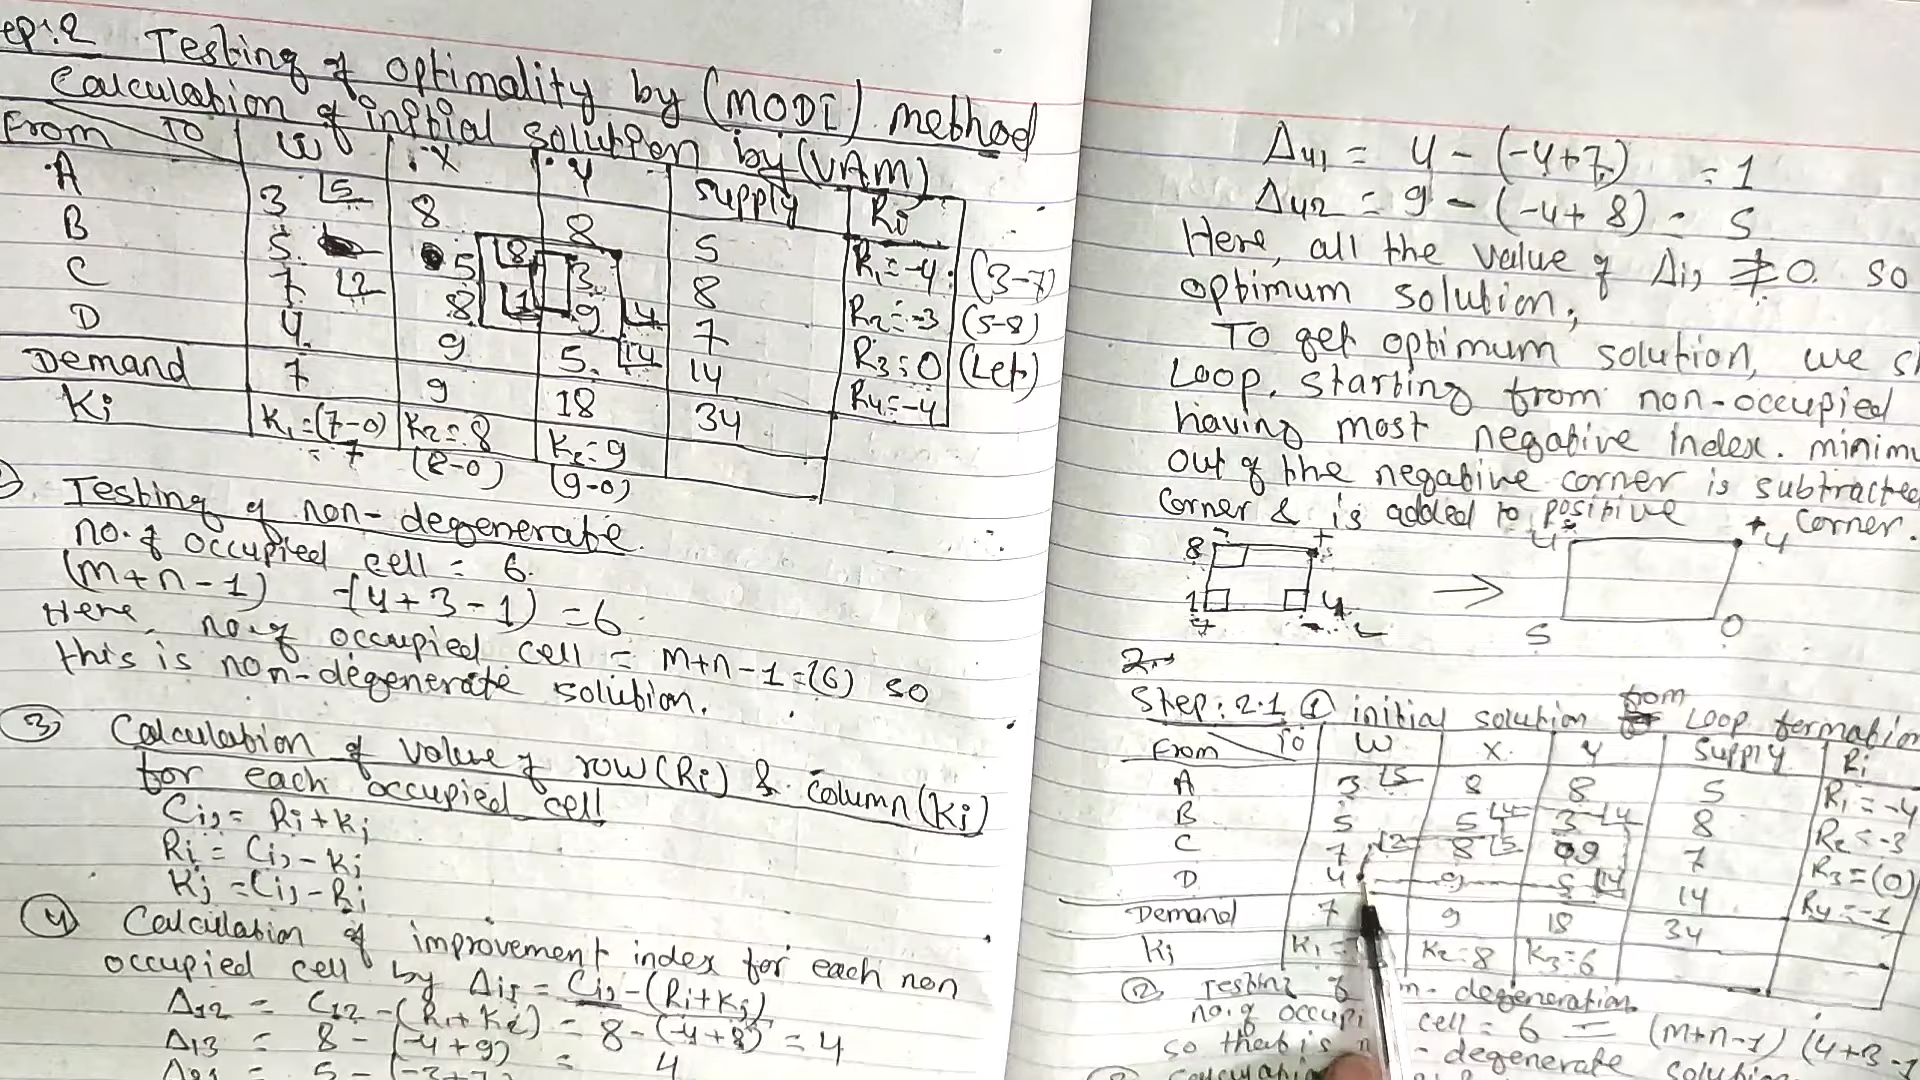 ep:2 Testing of optimality by (MODI) method
Calculation of initial solution by (VAM)
From TO W X Y supply Ri
A 3 5 8 8 5 R1=-4 (3-7)
B 5 5 8 3 8 R2=-3 (5-8)
C 7 2 8 1 9 4 7 R3=0 (Let)
D 4 9 5 14 14 R4=-4
Demand 7 9 18 34
Kj K1=(7-0) = 7 K2=8 (8-0) K2=9 (9-0)
Testing of non-degenerate
no. of occupied cell = 6.
(m+n-1) -(4+3-1) =6
Here, no. of occupied cell = m+n-1=(6) so
this is non-degenerate solution.
3 Calculation of value of row(Ri) & column(Kj)
for each occupied cell
Cij= Ri+Kj
Ri = Cij-Kj
Kj =Cij-Ri
4 Calculation of improvement index for each non
occupied cell by Δij = Cij-(Ri+Kj)
Δ12 = C12 -(R1+K2) = 8-(-4+8) = 4
Δ13 = 8 - (-4+9) = 4
Δ41 = 4 - (-4+7) = 1
Δ42 = 9 - (-4+8) = 5
Here, all the value of Δij ≱0. so
optimum solution,
To get optimum solution, we
Loop, starting from non-occupied
having most negative index. minimu
out of the negative corner is subtracted
corner & is added to positive corner.
8 - +
1 + 4 -
4 +4
5 0
Step: 2.1 1 initial solution from Loop formation
From To W X Y Supply Ri
A 3 5 8 8 5 R1=-4
B 5 5 4 3 4 8 R2=-3
C 7 2 8 5 9 7 R3=(0)
D 4 9 5 14 14 R4=-1
Demand 7 9 18 34
Kj K1= K2=8 K3=6
2 Testing of degeneration
no. of occupi cell = 6 = (m+n-1) (4+3-1
so that is degenerate solution